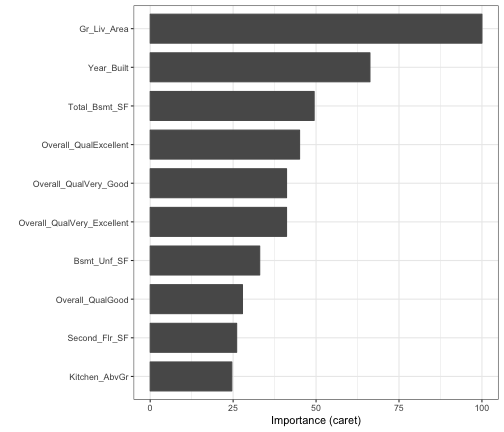 Gr_Liv_Area
Year_Built
Total_Bsmt_SF
Overall_QualExcellent
Overall_QualVery_Good
Overall_QualVery_Excellent
Bsmt_Unf_SF
Overall_QualGood
Second_Flr_SF
Kitchen_AbvGr
0 25 50 75 100
Importance (caret)